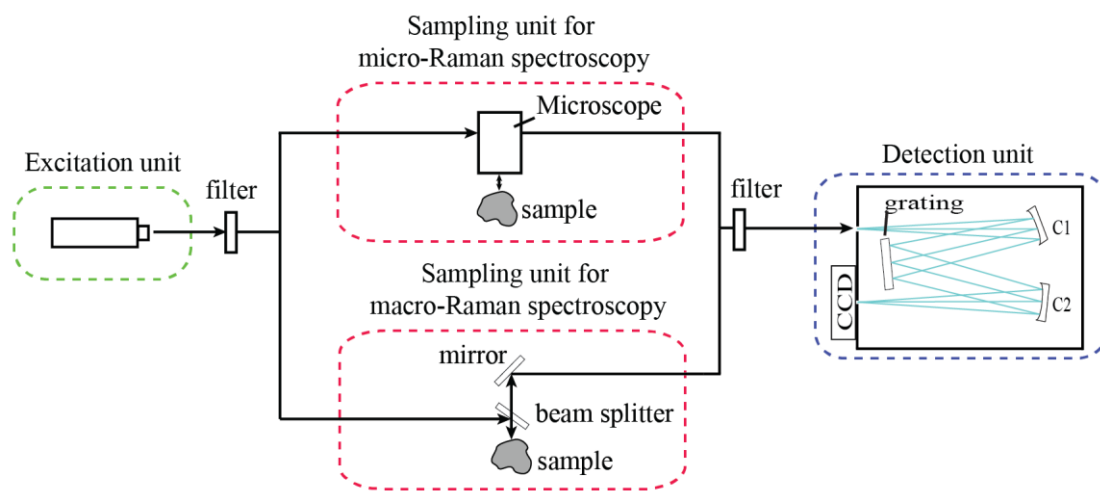 Sampling unit for
micro-Raman spectroscopy
Microscope
sample
Excitation unit
filter
filter
Detection unit
grating
C1
C2
CCD
Sampling unit for
macro-Raman spectroscopy
mirror
beam splitter
sample